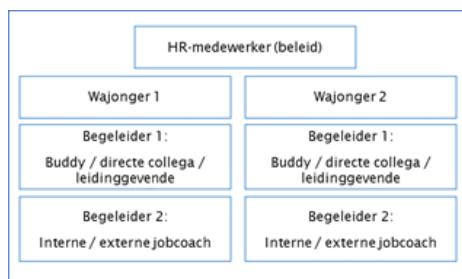 HR-medewerker (beleid)
Wajonger 1
Wajonger 2
Begeleider 1:
Buddy / directe collega /
leidinggevende
Begeleider 1:
Buddy / directe collega /
leidinggevende
Begeleider 2:
Interne / externe jobcoach
Begeleider 2:
Interne / externe jobcoach